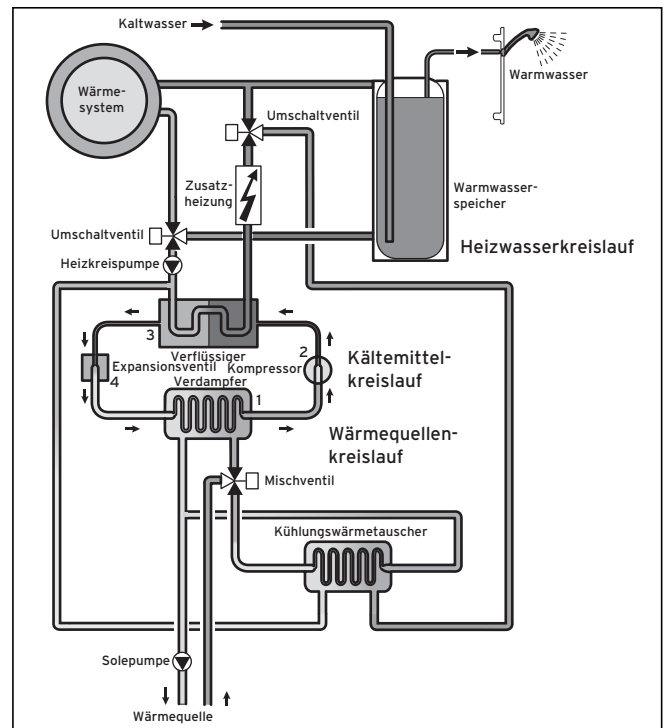 Kaltwasser
Wärme-
system
Warmwasser
Umschaltventil
Zusatz-
heizung
Warmwasser-
speicher
Umschaltventil
Heizwasserkreislauf
Heizkreispumpe
3
Verflüssiger
2
Expansionsventil
Kompressor
4
Verdampfer
1
Kältemittel-
kreislauf
Wärmequellen-
kreislauf
Mischventil
Kühlungswärmetauscher
Solepumpe
Wärmequelle